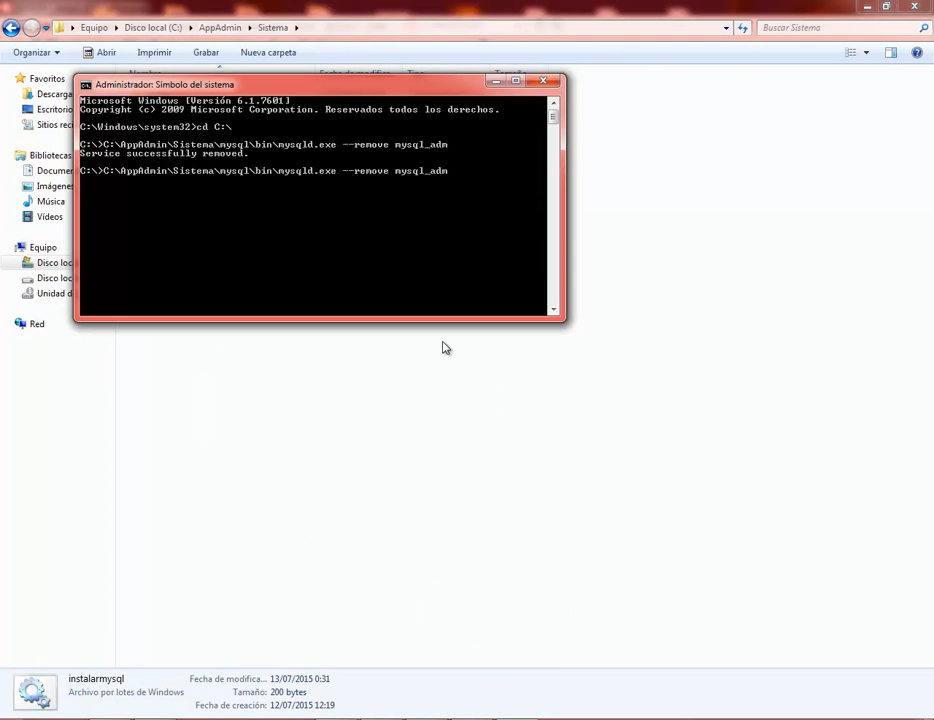 Equipo
Disco local (C:)
AppAdmin
Sistema
Buscar Sistema
Organizar
Abrir
Imprimir
Grabar
Nueva carpeta
Favoritos
Descarga
Escritorio
Sitios reci
Bibliotecas
Documer
Imágenes
Música
Vídeos
Equipo
Disco loc
Disco loc
Unidad d
Red
Administrador: Símbolo del sistema
Microsoft Windows [Versión 6.1.7601]
Copyright (c) 2009 Microsoft Corporation. Reservados todos los derechos.
C:\Windows\system32>cd C:\
C:\>C:\AppAdmin\Sistema\mysql\bin\mysqld.exe --remove mysql_adm
Service successfully removed.
C:\>C:\AppAdmin\Sistema\mysql\bin\mysqld.exe --remove mysql_adm
instalarmysql
Archivo por lotes de Windows
Fecha de modifica... 13/07/2015 0:31
Tamaño: 200 bytes
Fecha de creación: 12/07/2015 12:19